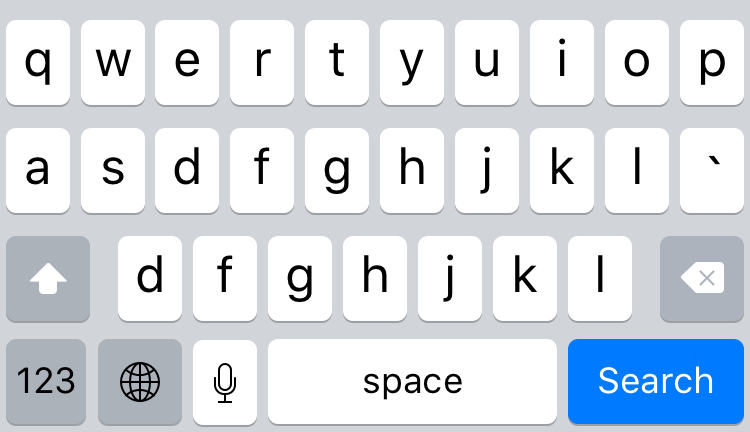 q w e r t y u i o p
a s d f g h j k l `
d f g h j k l
123 space Search